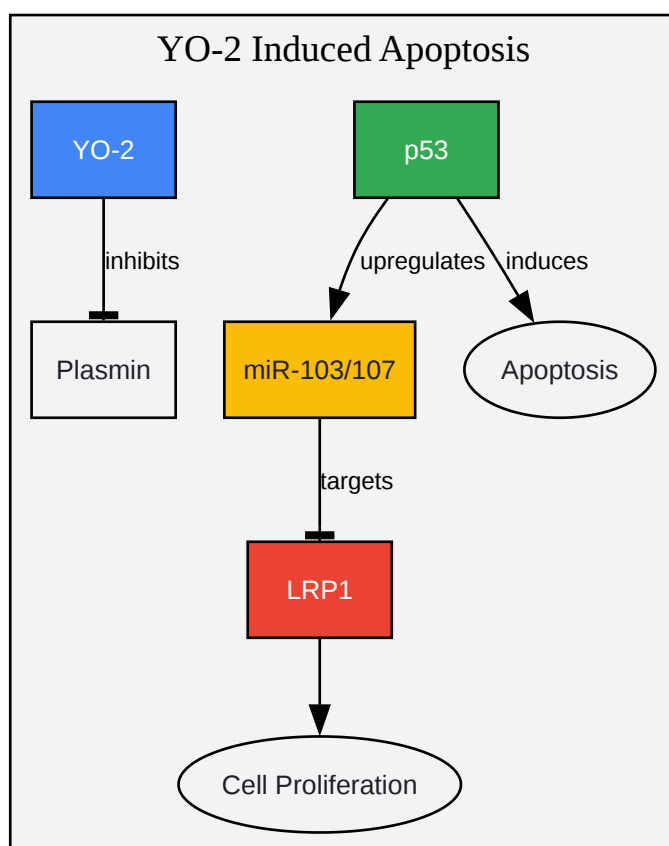 YO-2 Induced Apoptosis
YO-2
p53
inhibits
upregulates
induces
Plasmin
miR-103/107
Apoptosis
targets
LRP1
Cell Proliferation